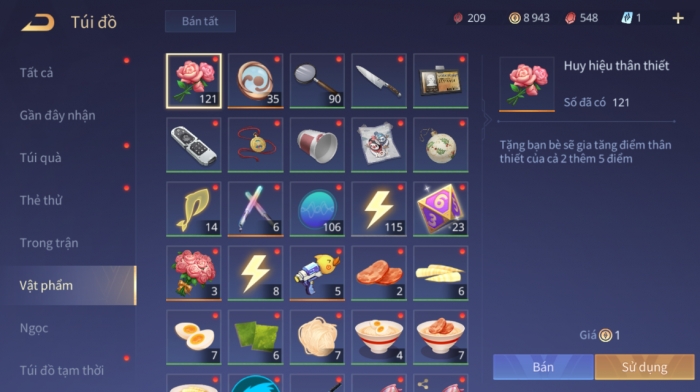 Túi đồ
Bán tất
209
8 943
548
1
Tất cả
Gần đây nhận
Túi quà
Thẻ thử
Trong trận
Vật phẩm
Ngọc
Túi đồ tạm thời
121
35
90
14
6
106
115
23
3
8
5
2
6
7
6
7
4
7
Huy hiệu thân thiết
Số đã có 121
Tặng bạn bè sẽ gia tăng điểm thân
thiết của cả 2 thêm 5 điểm
Giá 1
Bán
Sử dụng